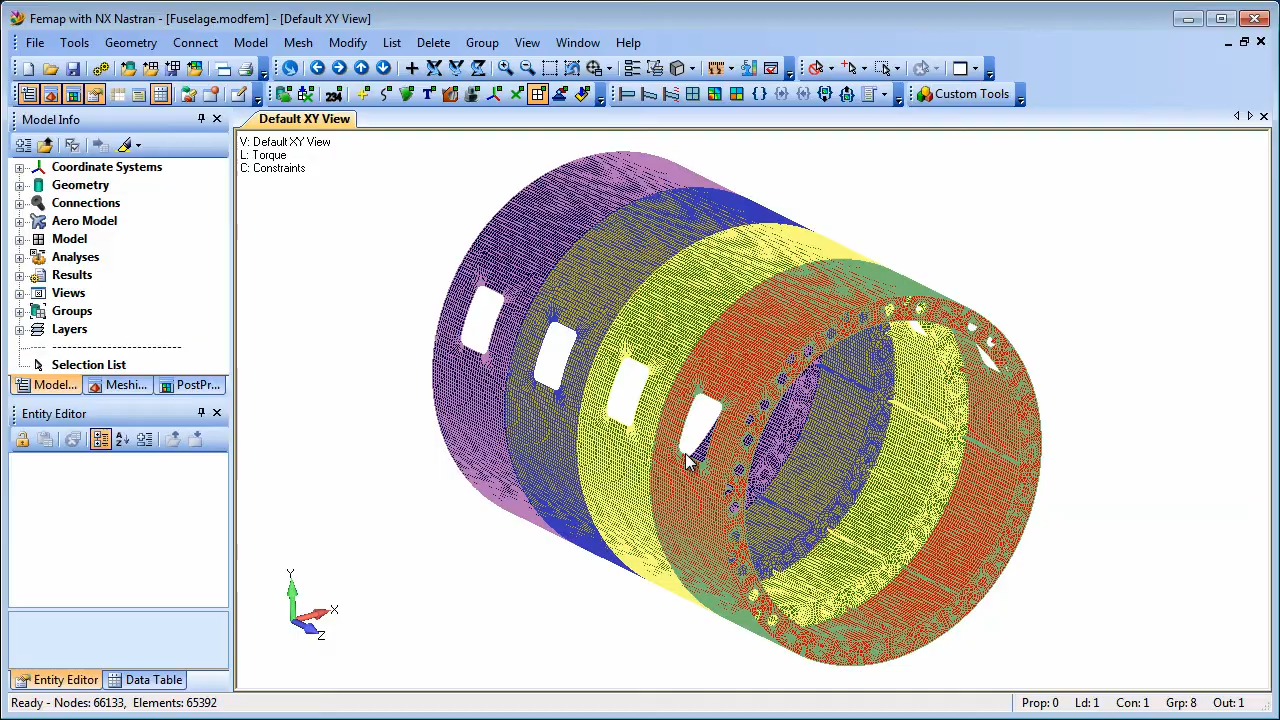 Femap with NX Nastran - [Fuselage.modfem] - [Default XY View]
File Tools Geometry Connect Model Mesh Modify List Delete Group View Window Help
234 Custom Tools
Model Info
Default XY View
V: Default XY View
L: Torque
C: Constraints
Coordinate Systems
Geometry
Connections
Aero Model
Model
Analyses
Results
Views
Groups
Layers
Selection List
Model... Meshi... PostPr...
Entity Editor
Y
X
Z
Entity Editor Data Table
Ready - Nodes: 66133, Elements: 65392 Prop: 0 Ld: 1 Con: 1 Grp: 8 Out: 1